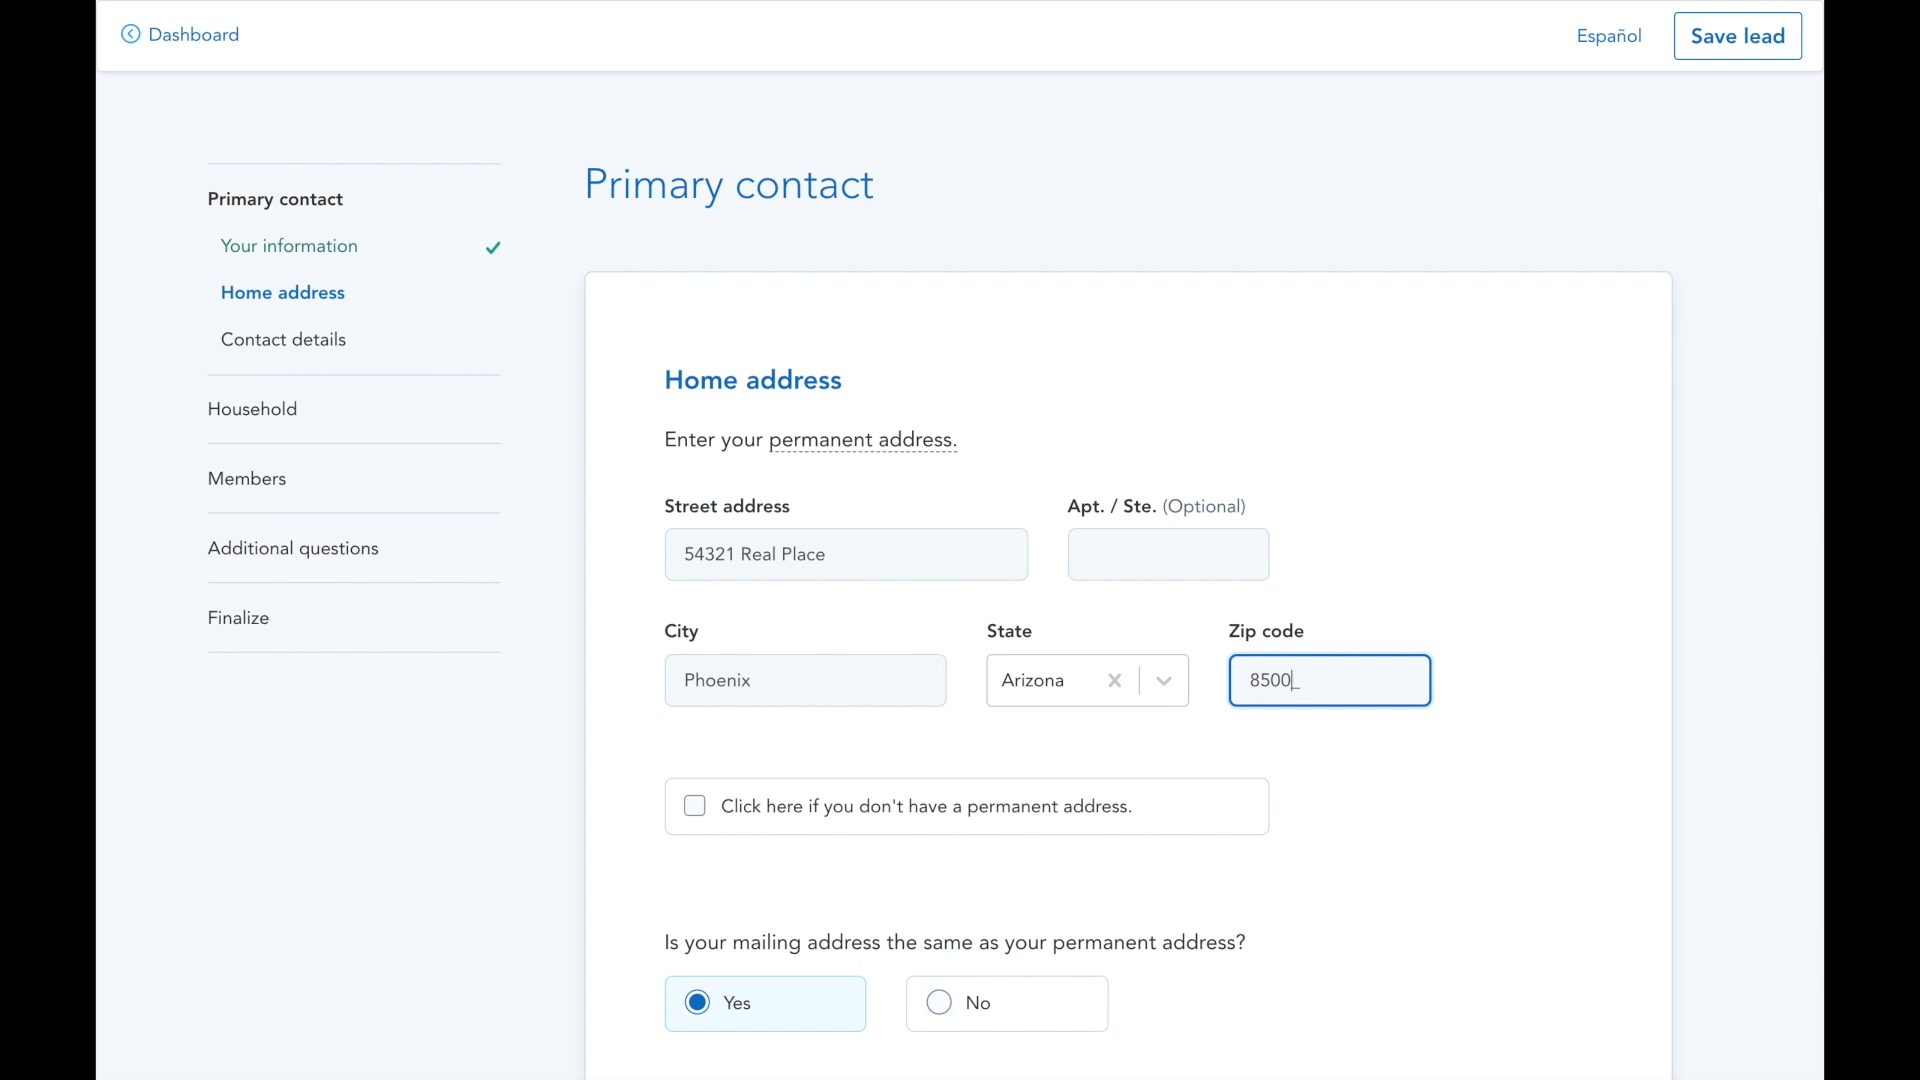 Dashboard
Español
Save lead
Primary contact
Your information
Home address
Contact details
Household
Members
Additional questions
Finalize
Primary contact
Home address
Enter your permanent address.
Street address
Apt. / Ste. (Optional)
54321 Real Place
City
State
Zip code
Phoenix
Arizona
8500_
Click here if you don't have a permanent address.
Is your mailing address the same as your permanent address?
Yes
No